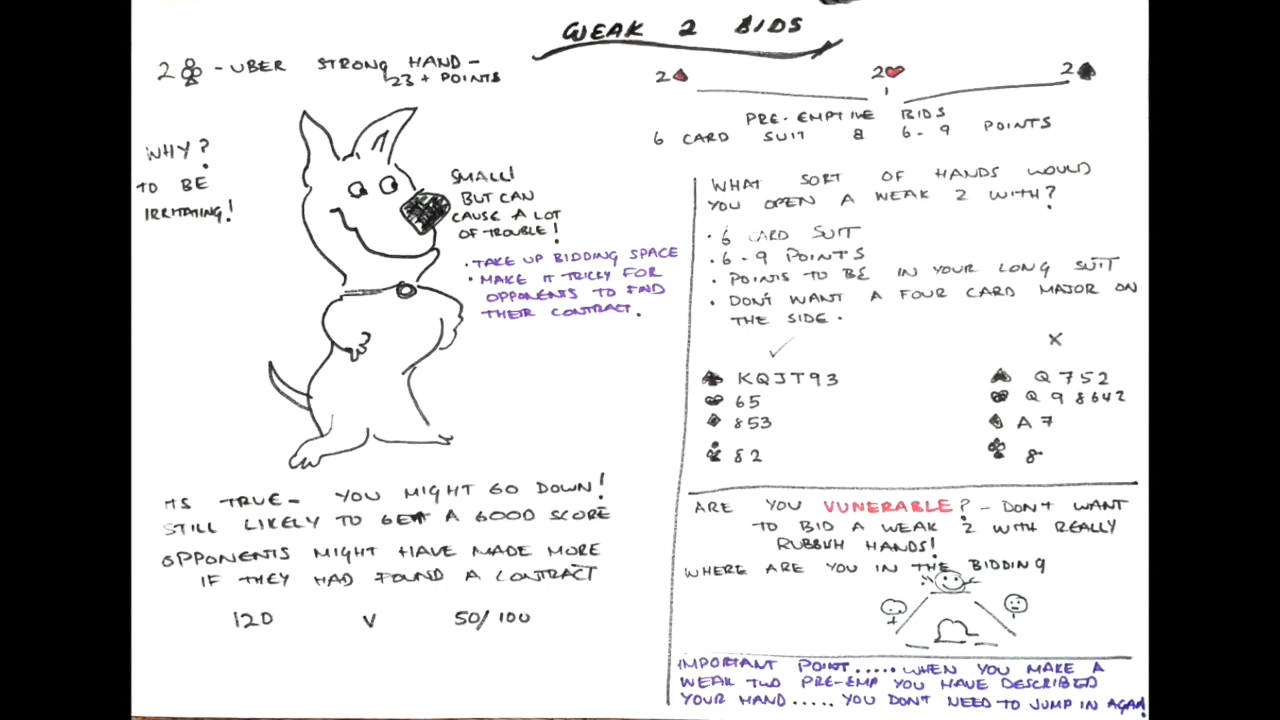 WEAK 2 BIDS
2♣ - UBER STRONG HAND -
23 + POINTS
WHY?
TO BE
IRRITATING!
SMALL!
BUT CAN
CAUSE A LOT
OF TROUBLE!
• TAKE UP BIDDING SPACE
• MAKE IT TRICKY FOR
OPPONENTS TO FIND
THEIR CONTRACT.
ITS TRUE - YOU MIGHT GO DOWN!
STILL LIKELY TO GET A GOOD SCORE
OPPONENTS MIGHT HAVE MADE MORE
IF THEY HAD FOUND A CONTRACT
120 V 50/100
2♦ 2♥ 2♠
PRE-EMPTIVE BIDS
6 CARD SUIT & 6-9 POINTS
WHAT SORT OF HANDS WOULD
YOU OPEN A WEAK 2 WITH?
• 6 CARD SUIT
• 6-9 POINTS
• POINTS TO BE IN YOUR LONG SUIT
• DON'T WANT A FOUR CARD MAJOR ON
THE SIDE.
✓ X
♠ KQJT93 ♠ Q752
♥ 65 ♥ Q98642
♦ 853 ♦ A7
♣ 82 ♣ 8
ARE YOU VUNERABLE? - DON'T WANT
TO BID A WEAK 2 WITH REALLY
RUBBISH HANDS!
WHERE ARE YOU IN THE BIDDING
IMPORTANT POINT.....WHEN YOU MAKE A
WEAK TWO PRE-EMP YOU HAVE DESCRIBED
YOUR HAND..... YOU DON'T NEED TO JUMP IN AGAIN!